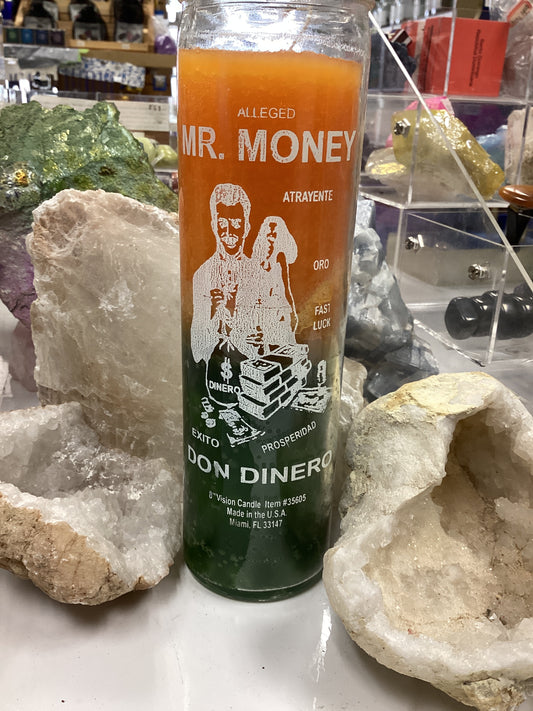 ALLEGED
MR. MONEY
ATRAYENTE
ORO
FAST
LUCK
$
DINERO
EXITO
PROSPERIDAD
DON DINERO
8"Vision Candle Item #35605
Made in the U.S.A.
Miami, FL 33147